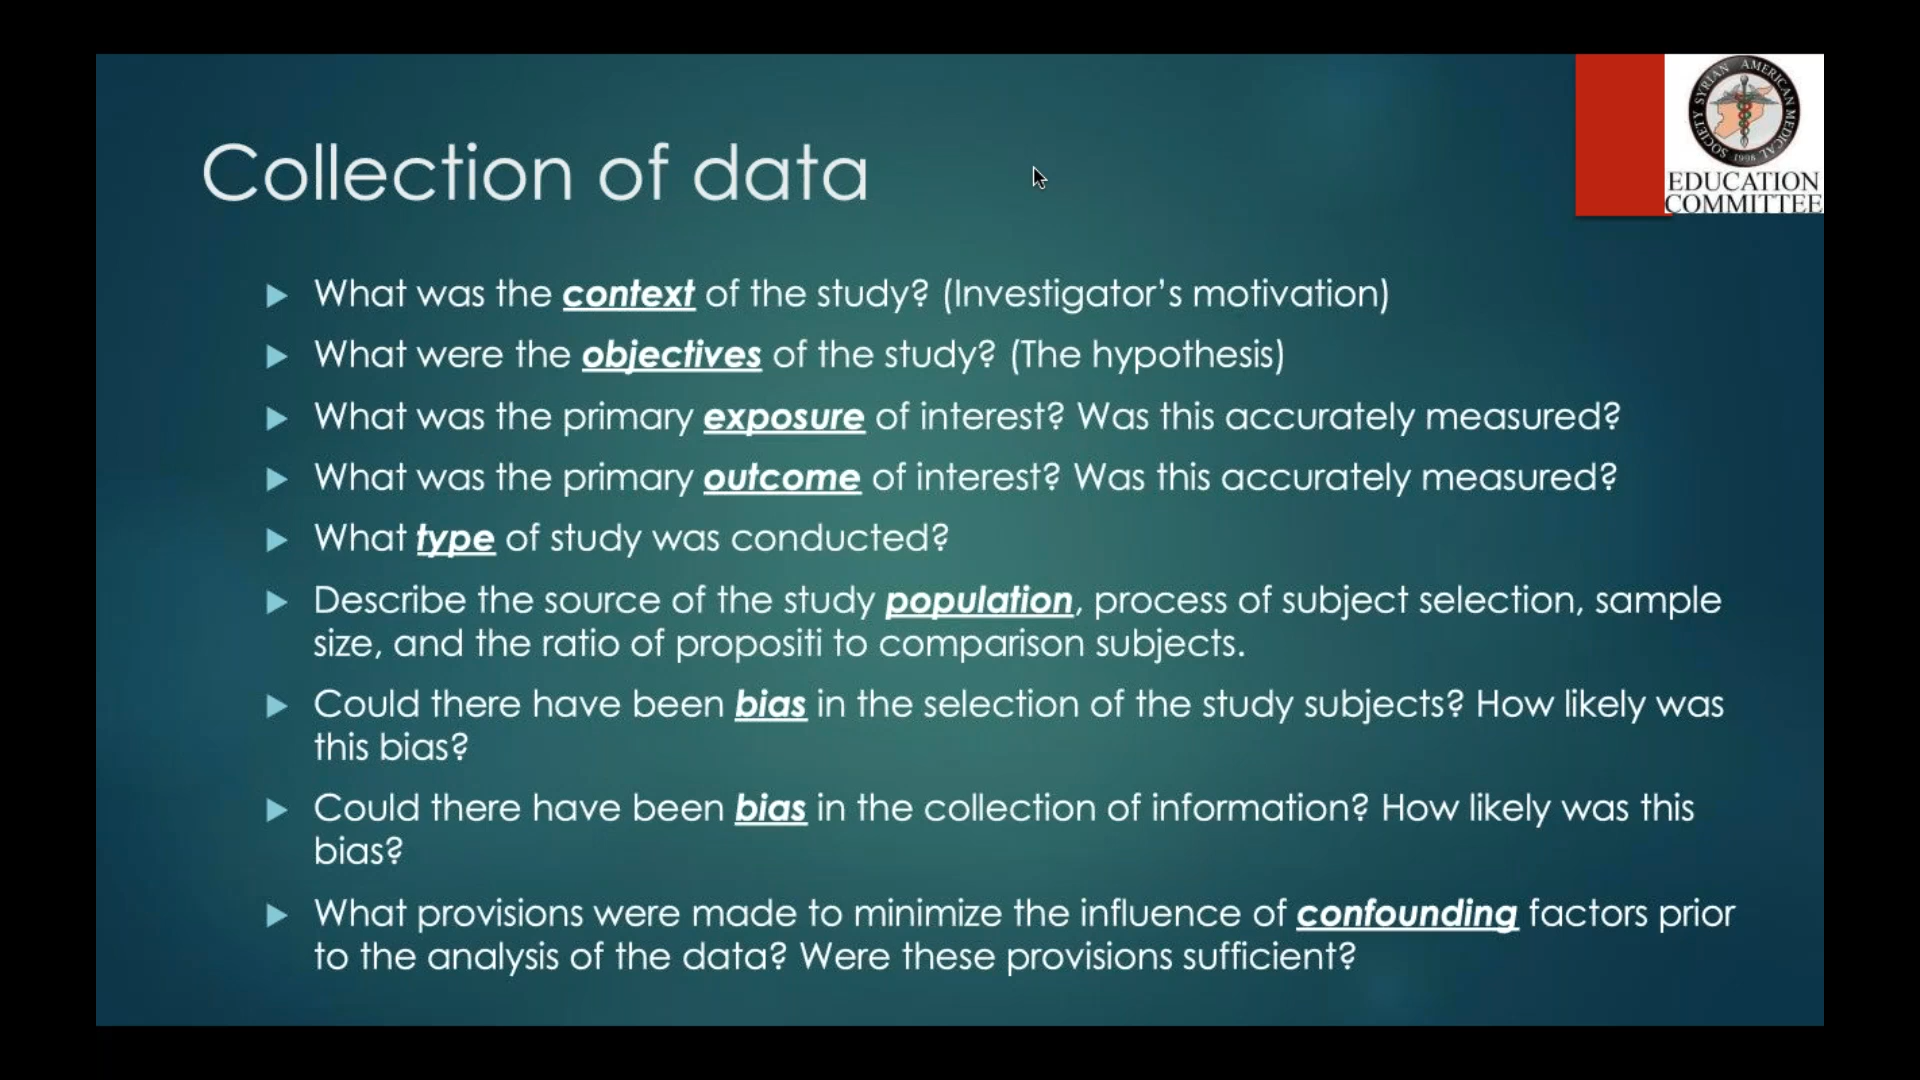 SYRIAN AMERICAN MEDICAL SOCIETY
1998
EDUCATION
COMMITTEE
Collection of data
What was the context of the study? (Investigator's motivation)
What were the objectives of the study? (The hypothesis)
What was the primary exposure of interest? Was this accurately measured?
What was the primary outcome of interest? Was this accurately measured?
What type of study was conducted?
Describe the source of the study population, process of subject selection, sample
size, and the ratio of propositi to comparison subjects.
Could there have been bias in the selection of the study subjects? How likely was
this bias?
Could there have been bias in the collection of information? How likely was this
bias?
What provisions were made to minimize the influence of confounding factors prior
to the analysis of the data? Were these provisions sufficient?